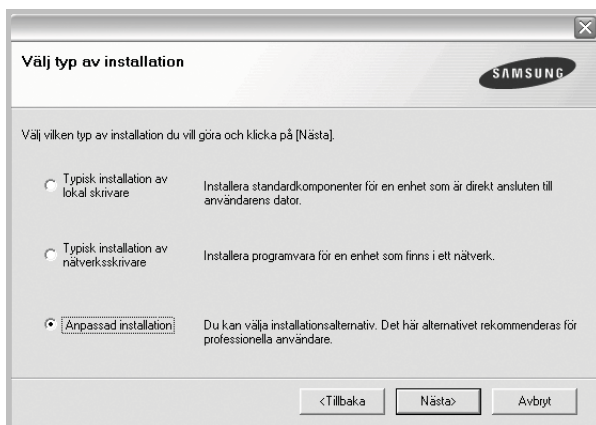 Välj typ av installation
SAMSUNG
Välj vilken typ av installation du vill göra och klicka på [Nästa].
Typisk installation av
lokal skrivare
Installera standardkomponenter för en enhet som är direkt ansluten till
användarens dator.
Typisk installation av
nätverksskrivare
Installera programvara för en enhet som finns i ett nätverk.
Anpassad installation
Du kan välja installationsalternativ. Det här alternativet rekommenderas för
professionella användare.
<Tillbaka
Nästa>
Avbryt